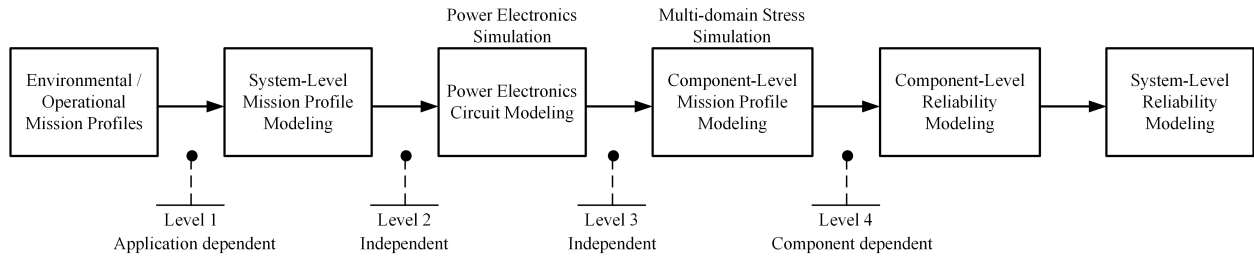 Power Electronics
Simulation
Multi-domain Stress
Simulation
Environmental /
Operational
Mission Profiles
System-Level
Mission Profile
Modeling
Power Electronics
Circuit Modeling
Component-Level
Mission Profile
Modeling
Component-Level
Reliability
Modeling
System-Level
Reliability
Modeling
Level 1
Application dependent
Level 2
Independent
Level 3
Independent
Level 4
Component dependent